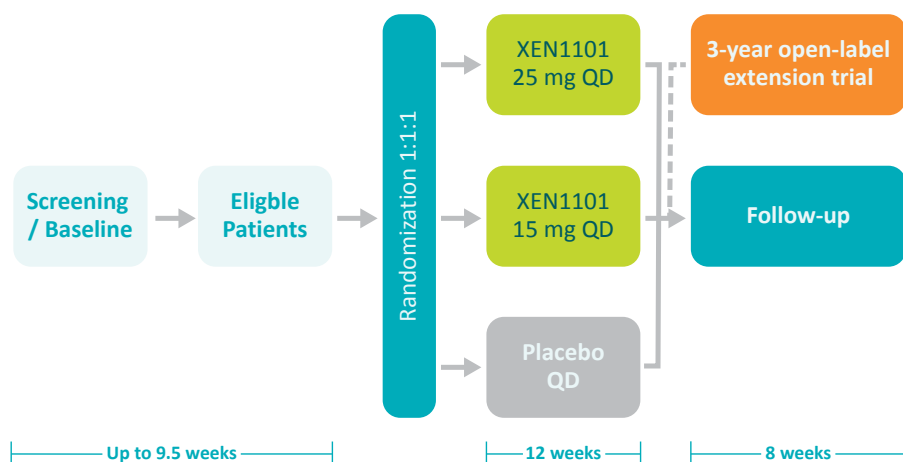 Screening
/ Baseline
Eligble
Patients
Randomization 1:1:1
XEN1101
25 mg QD
XEN1101
15 mg QD
Placebo
QD
3-year open-label
extension trial
Follow-up
Up to 9.5 weeks
12 weeks
8 weeks